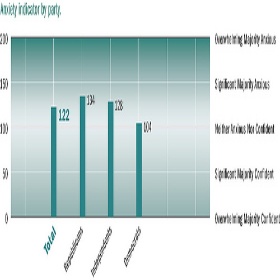 Anxiety indicator by party.
200 Overwhelming Majority Anxious
150 Significant Majority Anxious
100 Neither Anxious Nor Confident
50 Significant Majority Confident
0 Overwhelming Majority Confident
122
134
128
104
Total
Republicans
Independents
Democrats